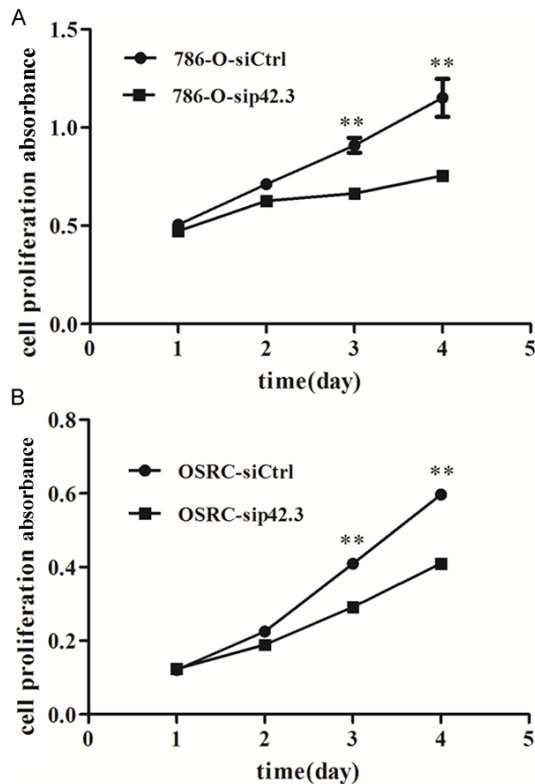 A
1.5
1.0
0.5
0.0
cell proliferation absorbance
786-O-siCtrl
786-O-sip42.3
**
**
0 1 2 3 4 5
time(day)
B
0.8
0.6
0.4
0.2
0.0
cell proliferation absorbance
OSRC-siCtrl
OSRC-sip42.3
**
**
0 1 2 3 4 5
time(day)